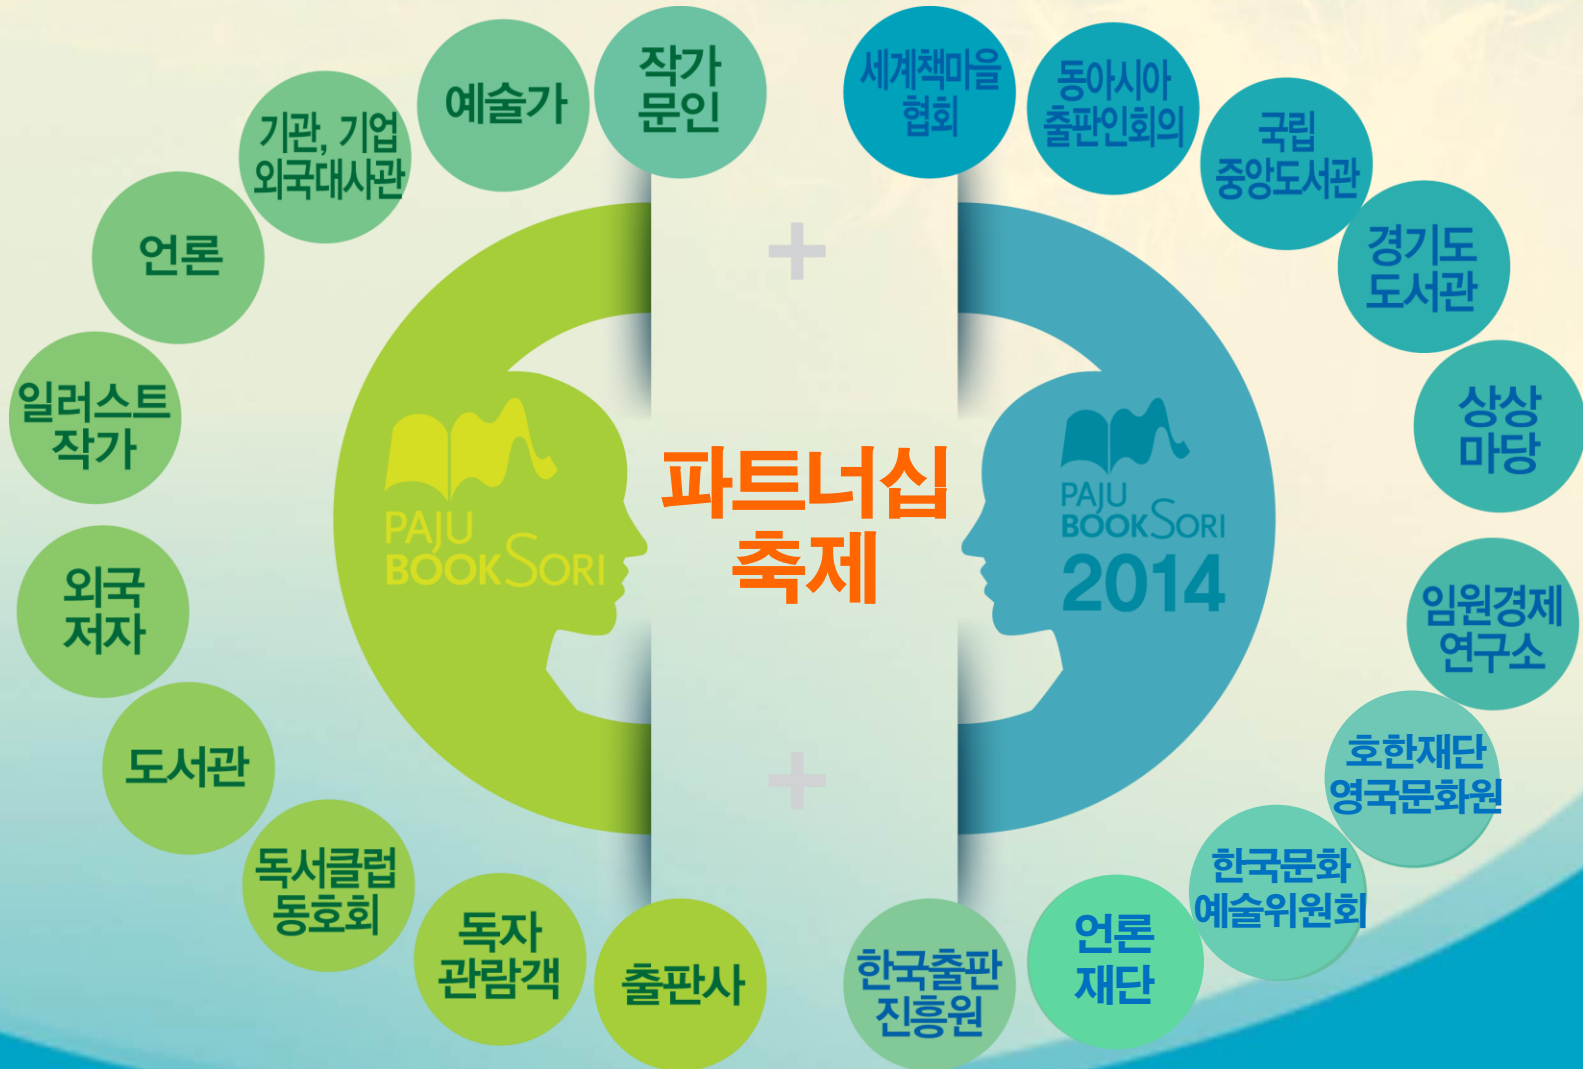 작가
문인
예술가
기관, 기업
외국대사관
언론
일러스트
작가
외국
저자
도서관
독서클럽
동호회
독자
관람객
출판사
PAJU
BOOKSORI
파트너십
축제
PAJU
BOOKSORI
2014
세계책마을
협회
동아시아
출판인회의
국립
중앙도서관
경기도
도서관
상상
마당
임원경제
연구소
호한재단
영국문화원
한국문화
예술위원회
언론
재단
한국출판
진흥원